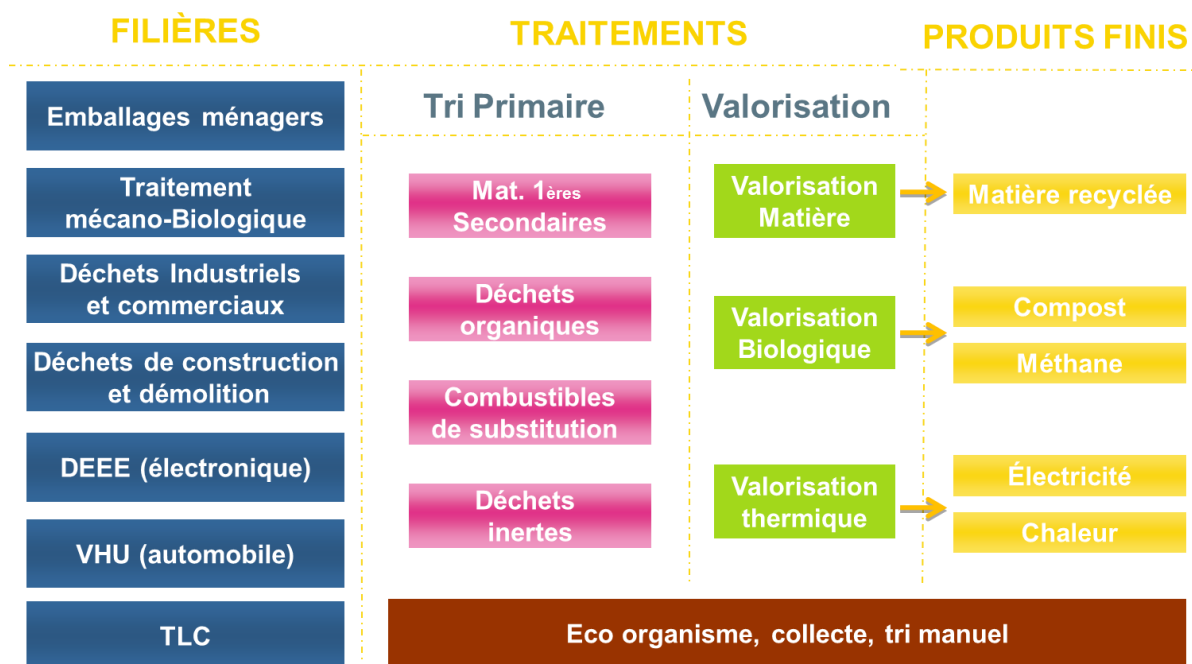 FILIÈRES
TRAITEMENTS
PRODUITS FINIS
Emballages ménagers
Traitement
mécano-Biologique
Déchets Industriels
et commerciaux
Déchets de construction
et démolition
DEEE (électronique)
VHU (automobile)
TLC
Tri Primaire
Mat. 1ères
Secondaires
Déchets
organiques
Combustibles
de substitution
Déchets
inertes
Valorisation
Valorisation
Matière
Valorisation
Biologique
Valorisation
thermique
Matière recyclée
Compost
Méthane
Électricité
Chaleur
Eco organisme, collecte, tri manuel